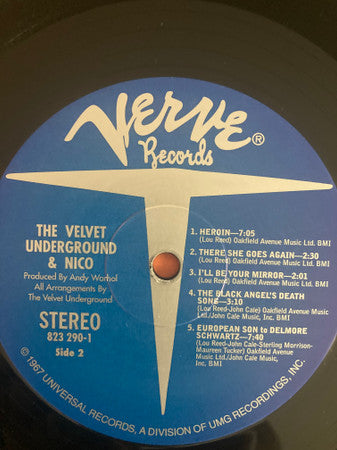 VERVE®
Records
THE VELVET
UNDERGROUND
& NICO
Produced By Andy Warhol
All Arrangements By
The Velvet Underground
STEREO
823 290-1
Side 2
1. HEROIN—7:05
(Lou Reed) Oakfield Avenue Music Ltd. BMI
2. THERE SHE GOES AGAIN—2:30
(Lou Reed) Oakfield Avenue Music Ltd. BMI
3. I'LL BE YOUR MIRROR—2:01
(Lou Reed) Oakfield Avenue Music Ltd. BMI
4. THE BLACK ANGEL'S DEATH
SONG—3:10
(Lou Reed-John Cale) Oakfield Avenue Music
Ltd./John Cale Music, Inc. BMI
5. EUROPEAN SON to DELMORE
SCHWARTZ—7:40
(Lou Reed-John Cale-Sterling Morrison-
Maureen Tucker) Oakfield Avenue
Music Ltd./John Cale Music,
Inc. BMI
© 1967 UNIVERSAL RECORDS, A DIVISION OF UMG RECORDINGS, INC.